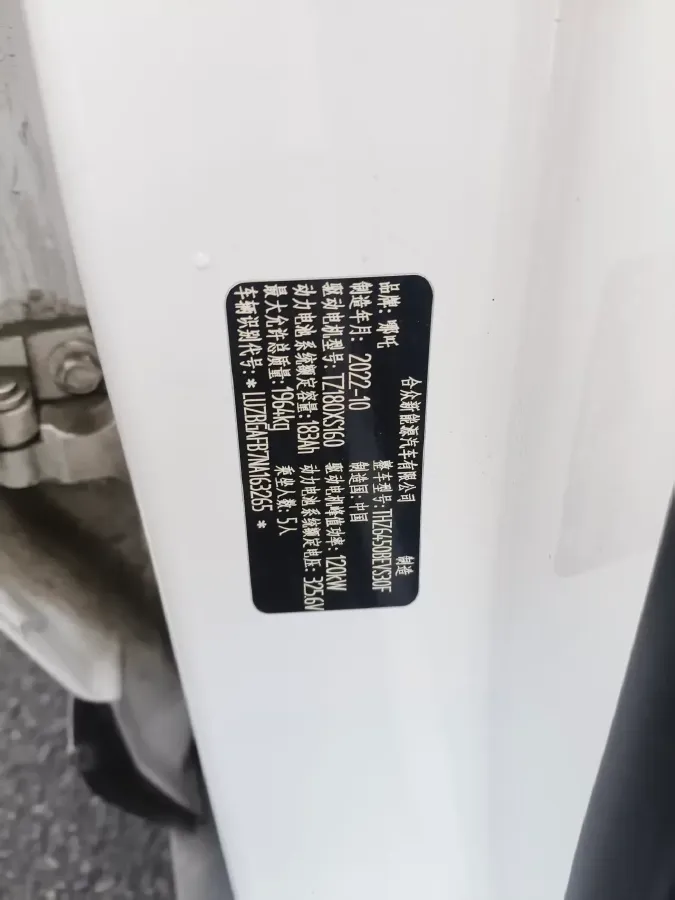 合众新能源汽车有限公司 制造
品牌: 哪吒 整车型号: THZ6450BEVS30F
制造年月: 2022-10 制造国: 中国
驱动电机型号: TZ180XS160 驱动电机峰值功率: 120kW
动力电池系统额定容量: 183Ah 动力电池系统额定电压: 325.6V
最大允许总质量: 1964kg 乘坐人数: 5人
车辆识别代号: * LUZBGAFB7NA163265 *